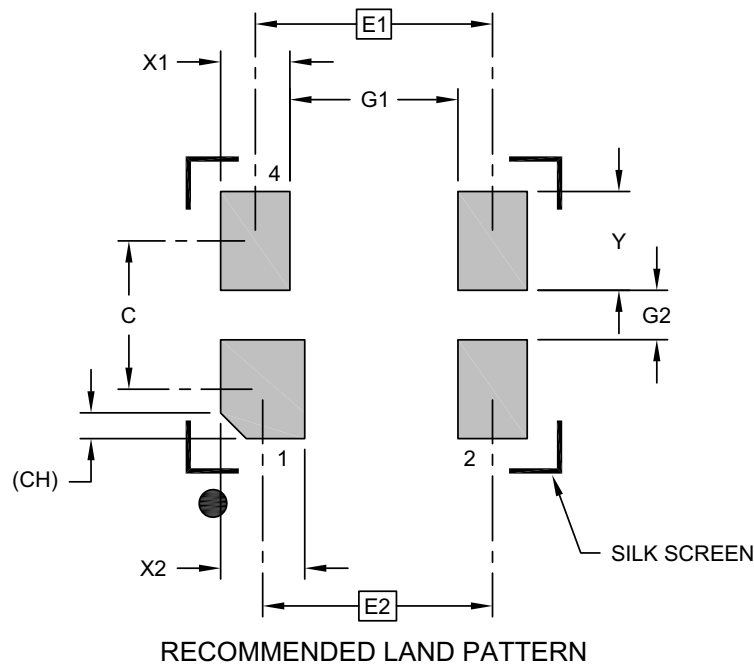 E1
X1
G1
4
Y
C
G2
(CH)
1
2
SILK SCREEN
X2
E2
RECOMMENDED LAND PATTERN